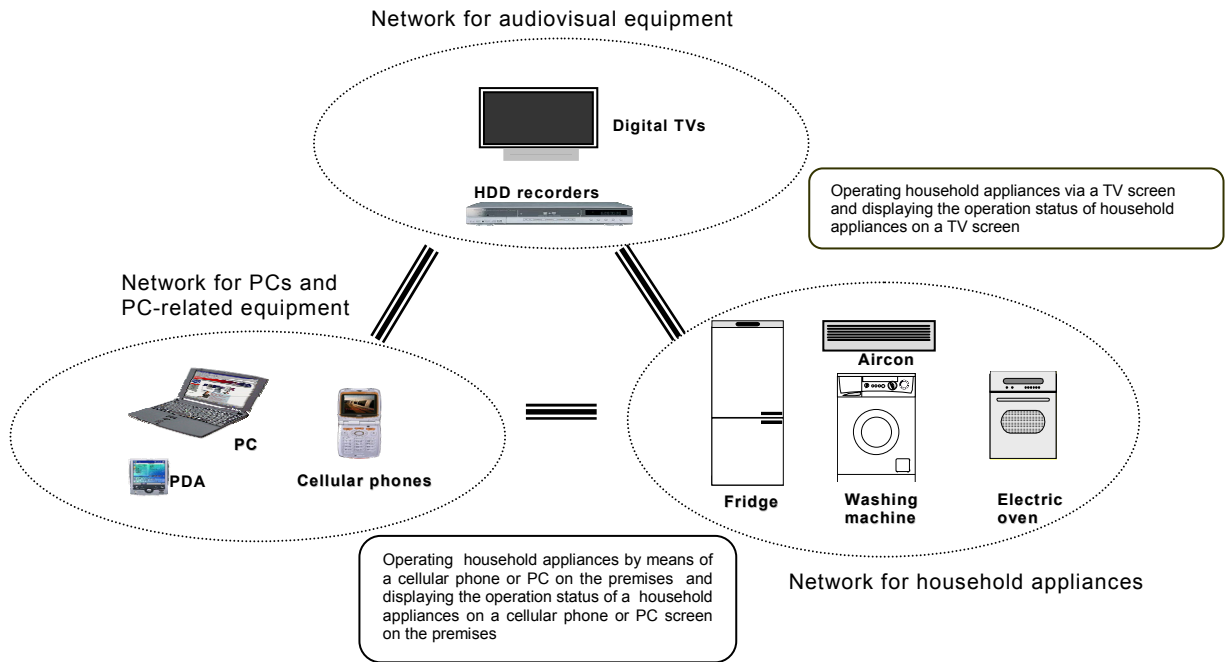 Network for audiovisual equipment
Digital TVs
HDD recorders
Operating household appliances via a TV screen
and displaying the operation status of household
appliances on a TV screen
Network for PCs and
PC-related equipment
Aircon
PC
PDA
Cellular phones
Fridge
Washing
machine
Electric
oven
Operating household appliances by means of
a cellular phone or PC on the premises and
displaying the operation status of a household
appliances on a cellular phone or PC screen
on the premises
Network for household appliances